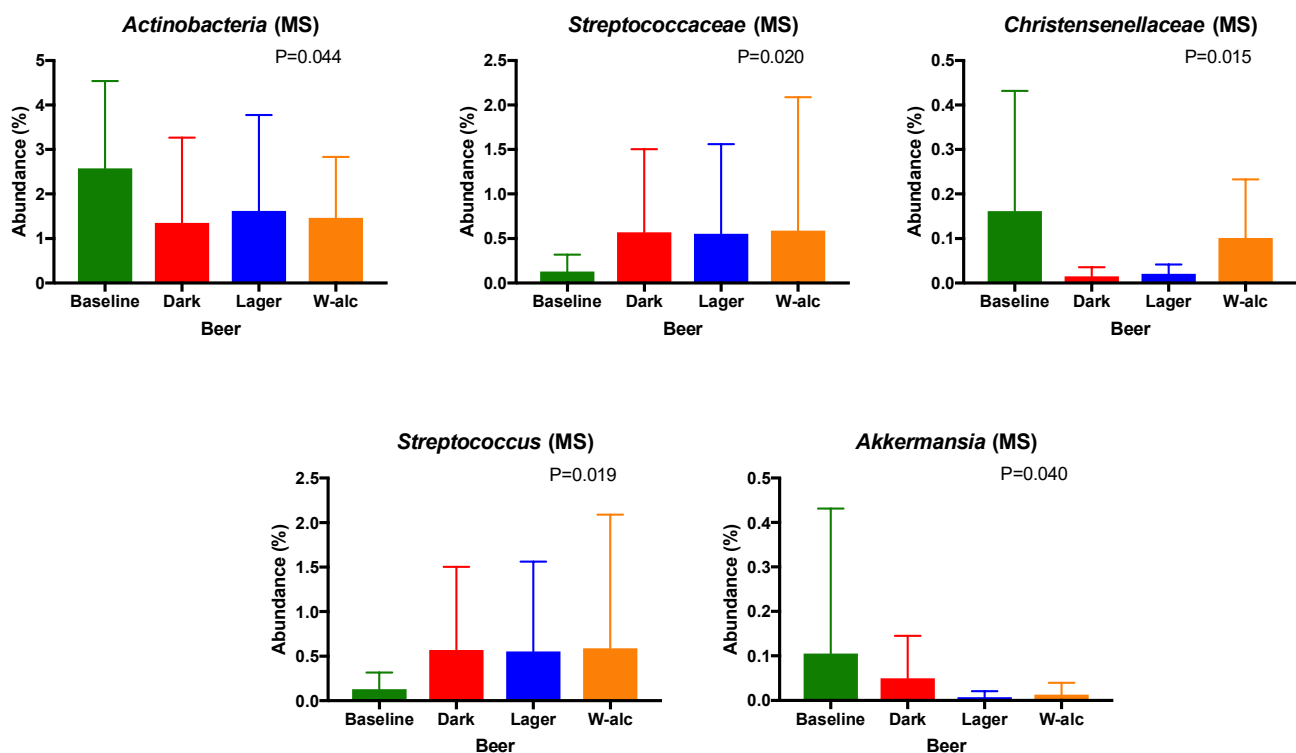 Actinobacteria (MS)
P=0.044
Abundance (%)
5
4
3
2
1
0
Baseline Dark Lager W-alc
Beer
Streptococcaceae (MS)
P=0.020
Abundance (%)
2.5
2.0
1.5
1.0
0.5
0.0
Baseline Dark Lager W-alc
Beer
Christensenellaceae (MS)
P=0.015
Abundance (%)
0.5
0.4
0.3
0.2
0.1
0.0
Baseline Dark Lager W-alc
Beer
Streptococcus (MS)
P=0.019
Abundance (%)
2.5
2.0
1.5
1.0
0.5
0.0
Baseline Dark Lager W-alc
Beer
Akkermansia (MS)
P=0.040
Abundance (%)
0.5
0.4
0.3
0.2
0.1
0.0
Baseline Dark Lager W-alc
Beer